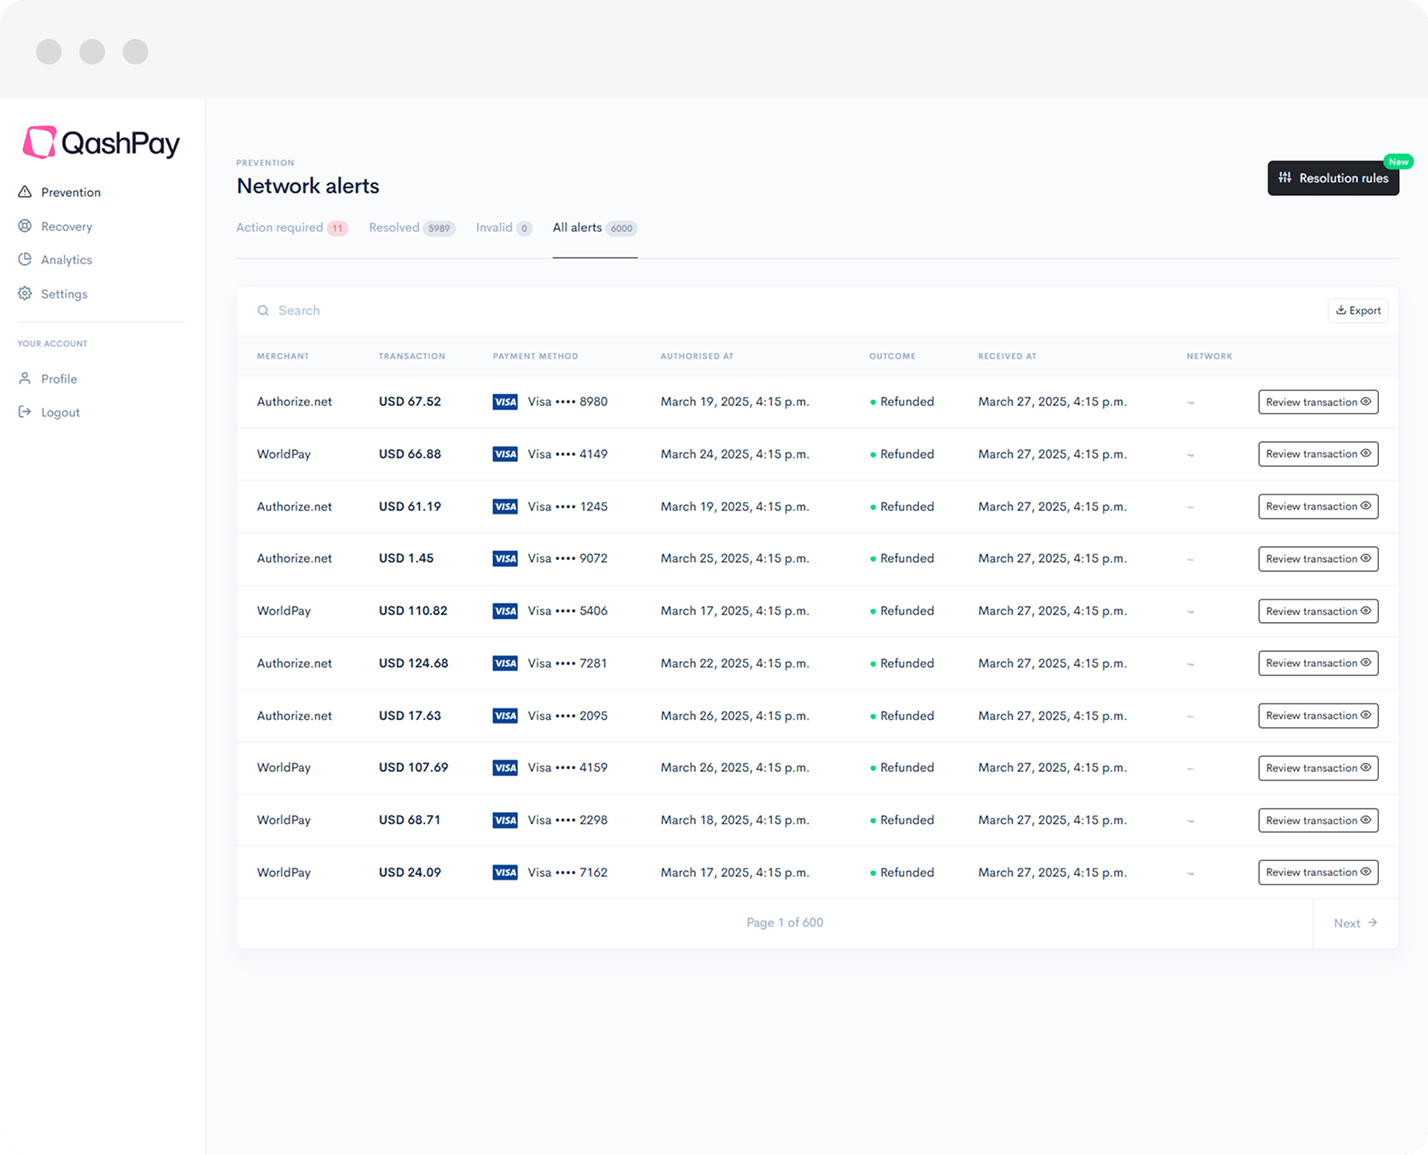 QashPay
Prevention
Recovery
Analytics
Settings
YOUR ACCOUNT
Profile
Logout
PREVENTION
Network alerts
New
Resolution rules
Action required 11 Resolved 5989 Invalid 0 All alerts 6000
Search
Export
MERCHANT TRANSACTION PAYMENT METHOD AUTHORISED AT OUTCOME RECEIVED AT NETWORK
Authorize.net USD 67.52 VISA Visa •••• 8980 March 19, 2025, 4:15 p.m. Refunded March 27, 2025, 4:15 p.m. – Review transaction
WorldPay USD 66.88 VISA Visa •••• 4149 March 24, 2025, 4:15 p.m. Refunded March 27, 2025, 4:15 p.m. – Review transaction
Authorize.net USD 61.19 VISA Visa •••• 1245 March 19, 2025, 4:15 p.m. Refunded March 27, 2025, 4:15 p.m. – Review transaction
Authorize.net USD 1.45 VISA Visa •••• 9072 March 25, 2025, 4:15 p.m. Refunded March 27, 2025, 4:15 p.m. – Review transaction
WorldPay USD 110.82 VISA Visa •••• 5406 March 17, 2025, 4:15 p.m. Refunded March 27, 2025, 4:15 p.m. – Review transaction
Authorize.net USD 124.68 VISA Visa •••• 7281 March 22, 2025, 4:15 p.m. Refunded March 27, 2025, 4:15 p.m. – Review transaction
Authorize.net USD 17.63 VISA Visa •••• 2095 March 26, 2025, 4:15 p.m. Refunded March 27, 2025, 4:15 p.m. – Review transaction
WorldPay USD 107.69 VISA Visa •••• 4159 March 26, 2025, 4:15 p.m. Refunded March 27, 2025, 4:15 p.m. – Review transaction
WorldPay USD 68.71 VISA Visa •••• 2298 March 18, 2025, 4:15 p.m. Refunded March 27, 2025, 4:15 p.m. – Review transaction
WorldPay USD 24.09 VISA Visa •••• 7162 March 17, 2025, 4:15 p.m. Refunded March 27, 2025, 4:15 p.m. – Review transaction
Page 1 of 600
Next →